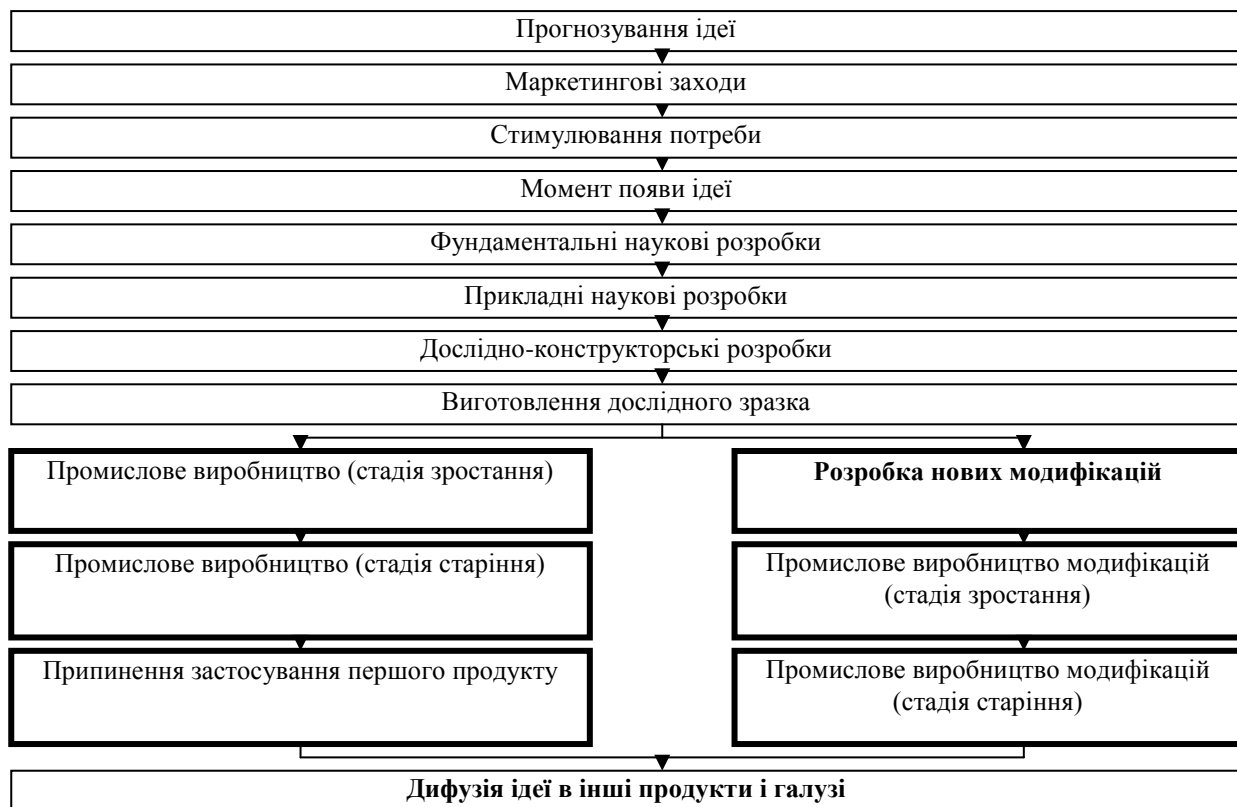 Прогнозування ідеї
Маркетингові заходи
Стимулювання потреби
Момент появи ідеї
Фундаментальні наукові розробки
Прикладні наукові розробки
Дослідно-конструкторські розробки
Виготовлення дослідного зразка
Промислове виробництво (стадія зростання)
Розробка нових модифікацій
Промислове виробництво (стадія старіння)
Промислове виробництво модифікацій
(стадія зростання)
Припинення застосування першого продукту
Промислове виробництво модифікацій
(стадія старіння)
Дифузія ідеї в інші продукти і галузі